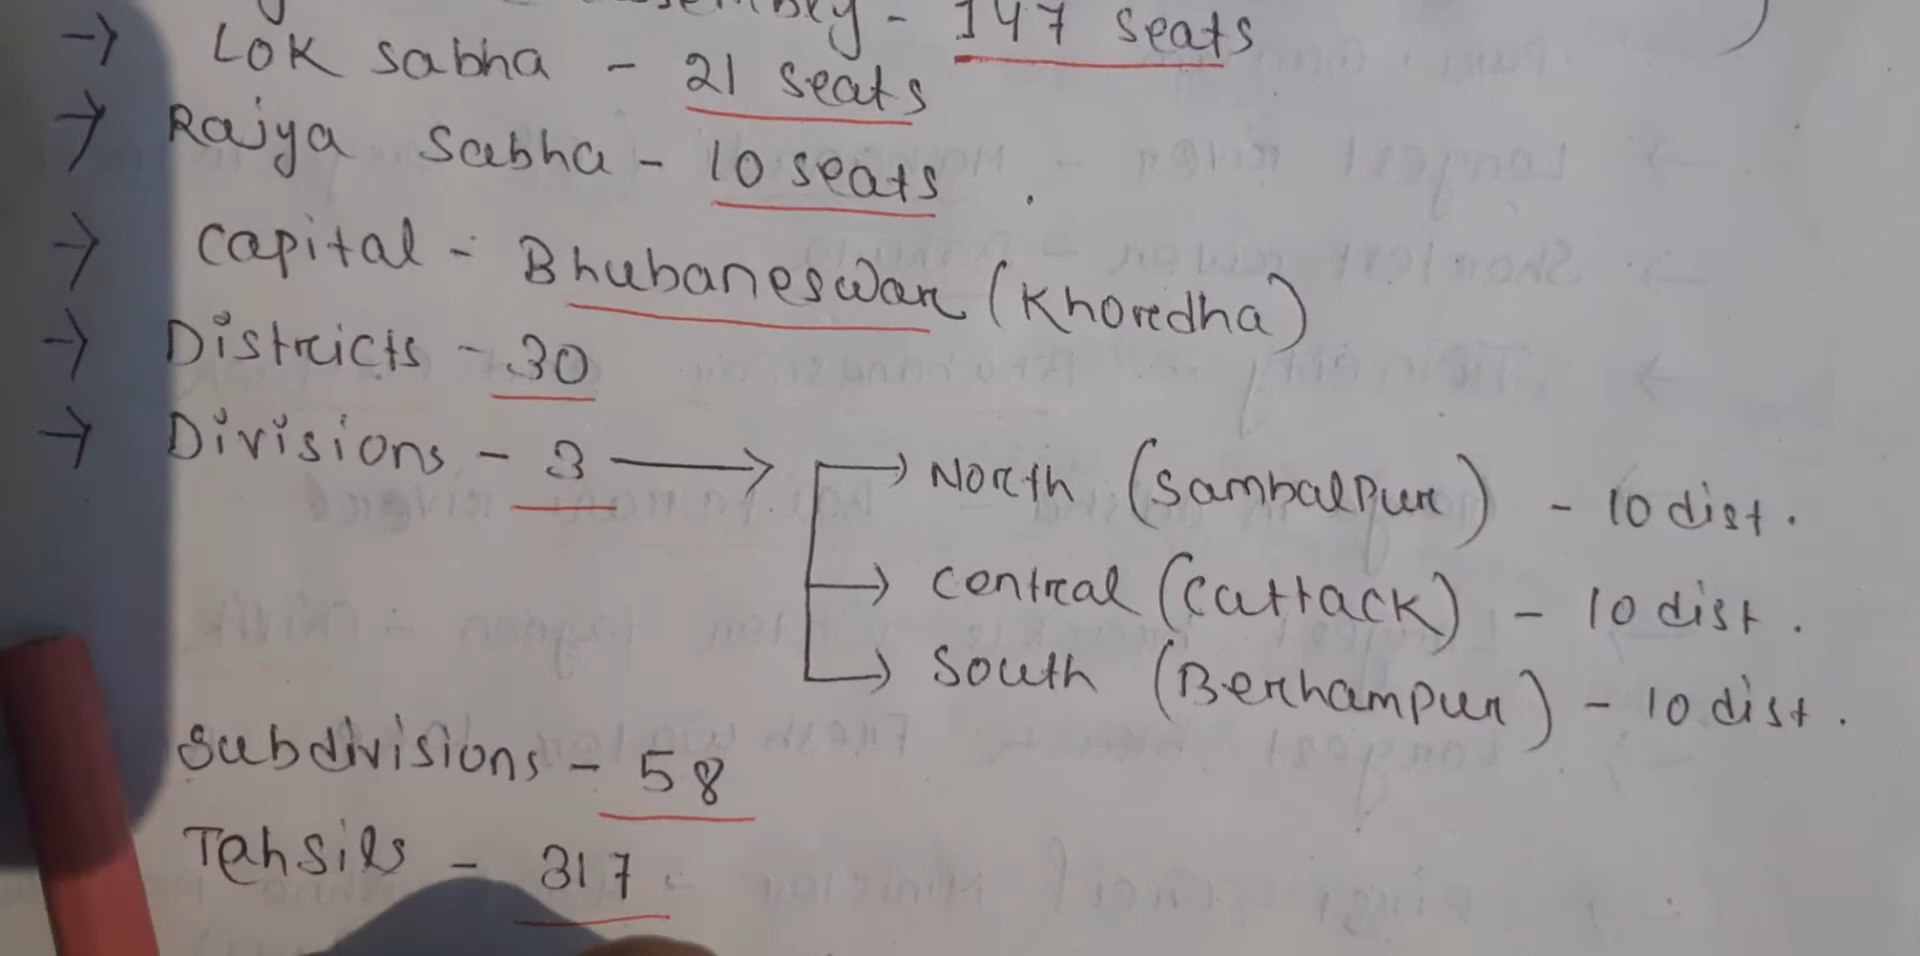 - 147 seats
→ Lok Sabha - 21 seats
→ Rajya Sabha - 10 seats .
→ Capital - Bhubaneswar (Khoredha)
→ Districts - 30
→ Divisions - 3 → → North (Sambalpur) - 10 dist.
→ Central (Cuttack) - 10 dist.
→ South (Berhampur) - 10 dist.
Subdivisions - 58
Tehsils - 317